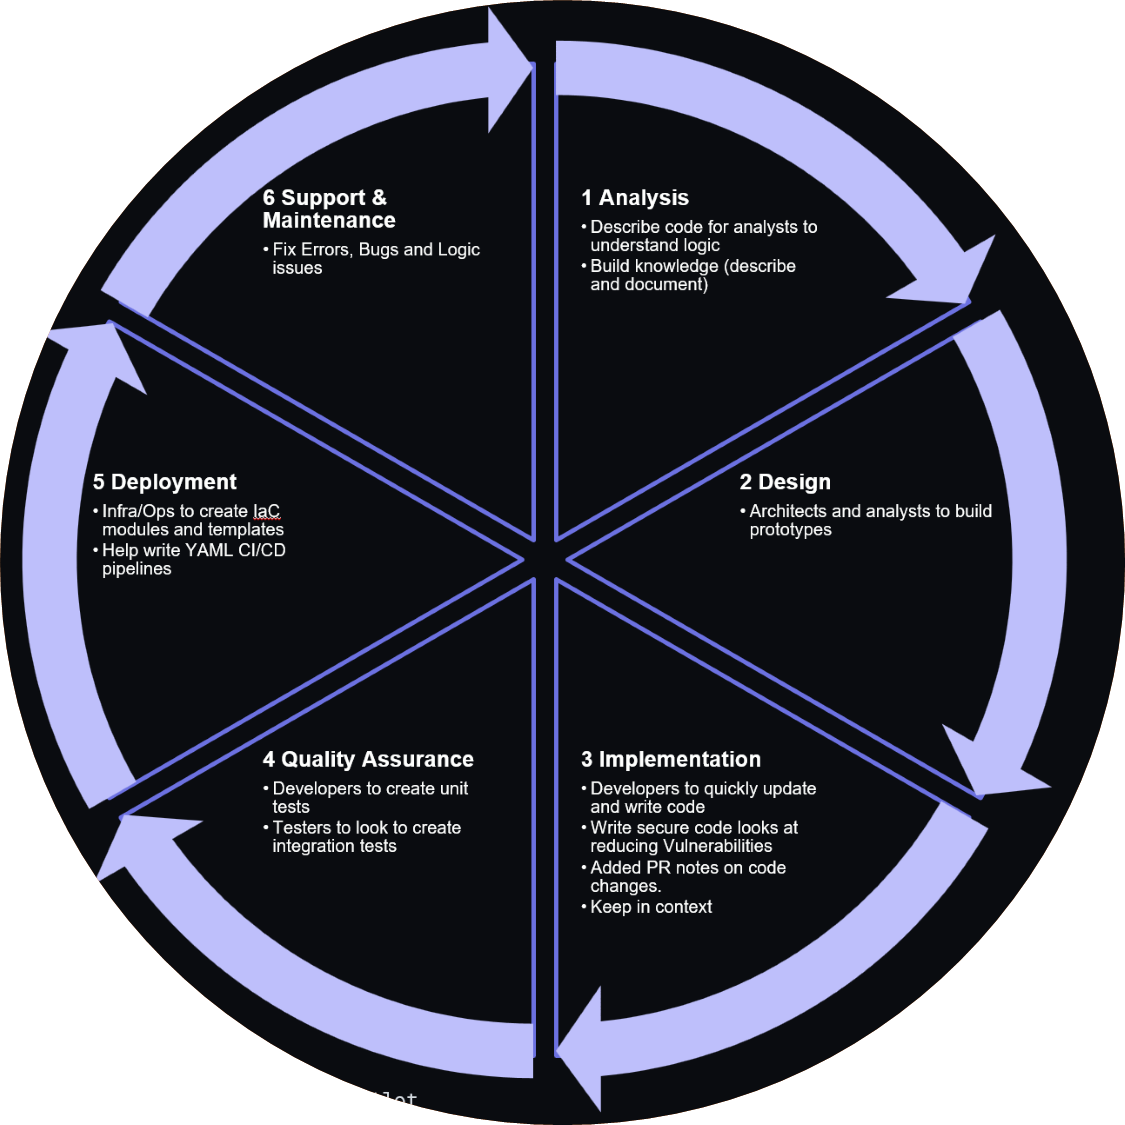 1 Analysis
• Describe code for analysts to
understand logic
• Build knowledge (describe
and document)
2 Design
• Architects and analysts to build
prototypes
3 Implementation
• Developers to quickly update
and write code
• Write secure code looks at
reducing Vulnerabilities
• Added PR notes on code
changes.
• Keep in context
4 Quality Assurance
• Developers to create unit
tests
• Testers to look to create
integration tests
5 Deployment
• Infra/Ops to create IaC
modules and templates
• Help write YAML CI/CD
pipelines
6 Support &
Maintenance
• Fix Errors, Bugs and Logic
issues